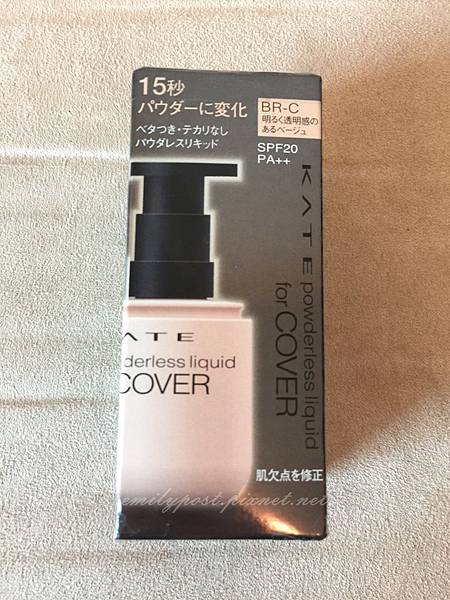 15秒
パウダーに変化
ベタつき・テカリなし
パウダレスリキッド
BR-C
明るく透明感の
あるベージュ
SPF20
PA++
KATE powderless liquid
for COVER
ATE
derless liquid
COVER
肌欠点を修正
emilypost.pixnet.net